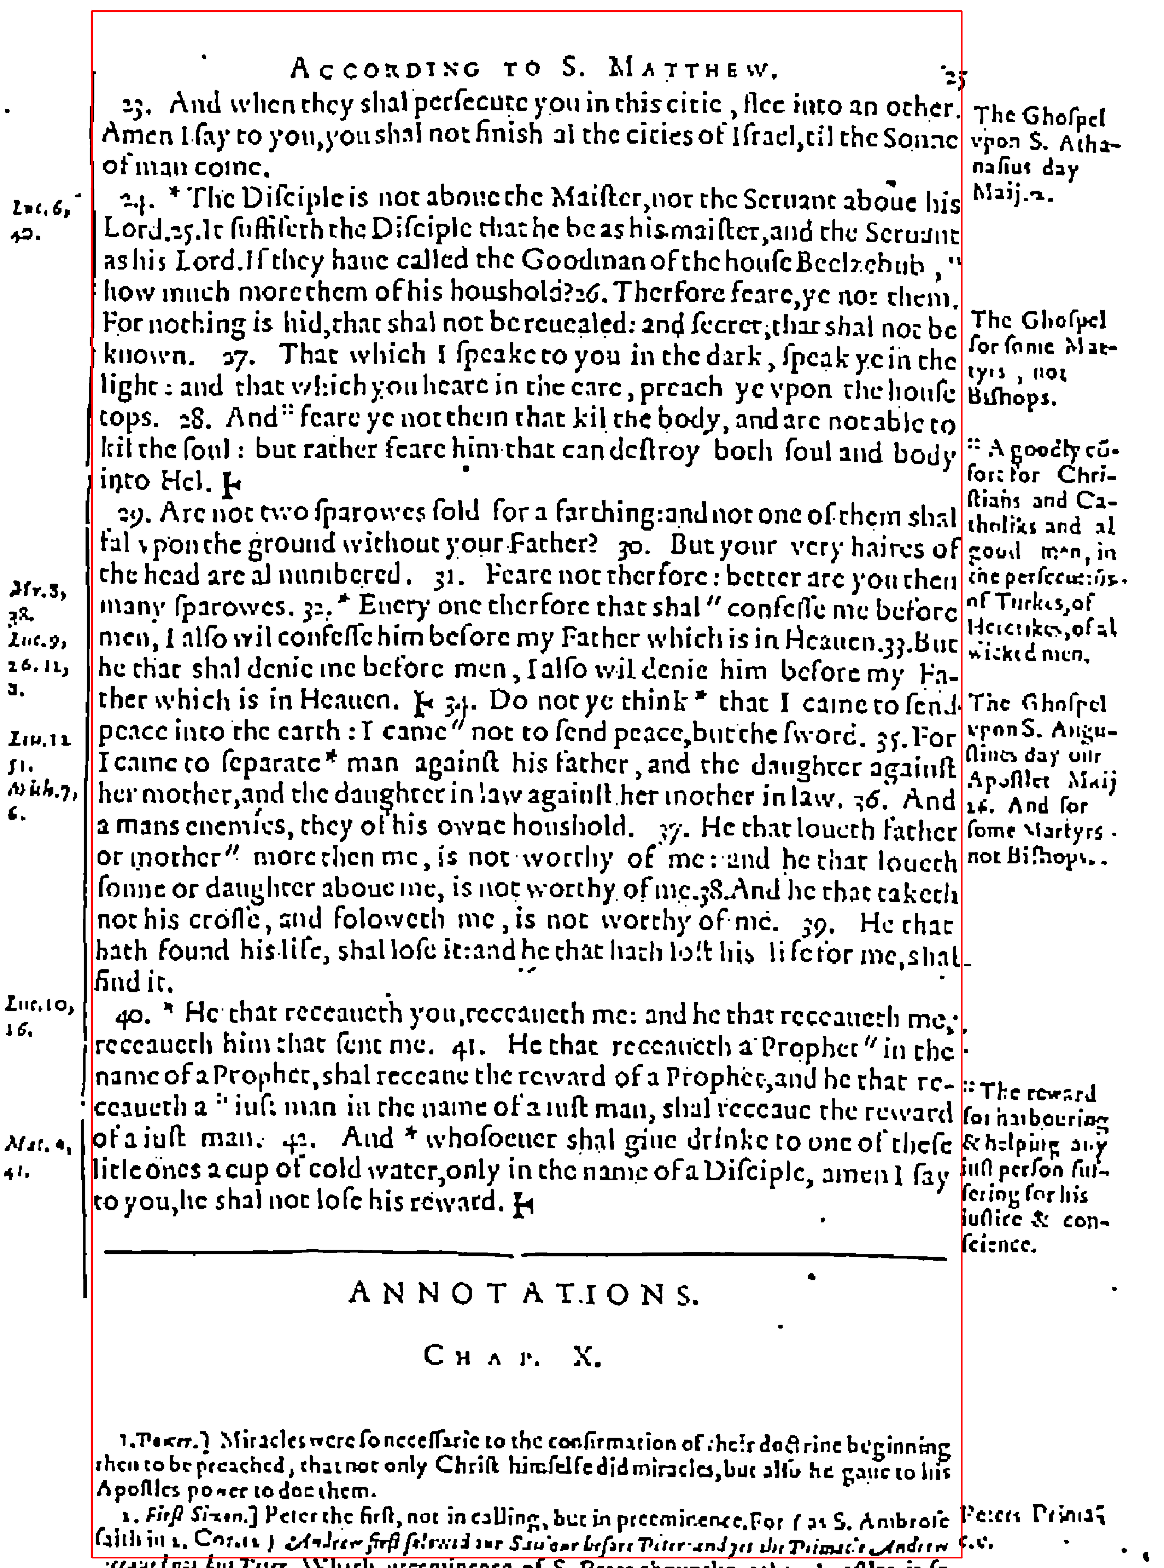 ACCORDING TO S. MATTHEW.
25
23. And when they shal perſecute you in this citie, flee into an other.
Amen I ſay to you, you shal not finish al the cities of Iſrael, til the Sonne
of man come.
24. * The Diſciple is not aboue the Maiſter, nor the Seruant aboue his
Lord. 25. It ſuffiſeth the Diſciple that he be as his maiſter, and the Seruant
as his Lord. If they haue called the Goodman of the houſe Beelzebub, "
how much more them of his houshold? 26. Therfore feare, ye not them.
For nothing is hid, that shal not be reuealed: and ſecret, that shal not be
known. 27. That which I ſpeake to you in the dark, ſpeak ye in the
light: and that which you heare in the eare, preach ye vpon the houſe
tops. 28. And :: feare ye not them that kil the body, and are not able to
kil the ſoul: but rather feare him that can deſtroy both ſoul and body
into Hel.
29. Are not two ſparowes ſold for a farthing: and not one of them shal
fal vpon the ground without your Father? 30. But your very haires of
the head are al numbered. 31. Feare not therfore: better are you then
many ſparowes. 32. * Euery one therfore that shal " confeſſe me before
men, I alſo wil confeſſe him before my Father which is in Heauen. 33. But
he that shal denie me before men, I alſo wil denie him before my Fa-
ther which is in Heauen. 34. Do not ye think * that I came to ſend
peace into the earth: I came " not to ſend peace, but the ſword. 35. For
I came to ſeparate * man againſt his father, and the daughter againſt
her mother, and the daughter in law againſt her mother in law. 36. And
a mans enemies, they of his owne houshold. 37. He that loueth father
or mother " more then me, is not worthy of me: and he that loueth
ſonne or daughter aboue me, is not worthy of me. 38. And he that taketh
not his croſſe, and foloweth me, is not worthy of me. 39. He that
hath found his life, shal loſe it: and he that hath loſt his life for me, shal
find it.
40. * He that receaueth you, receaueth me: and he that receaueth me,
receaueth him that ſent me. 41. He that receaueth a Prophet " in the
name of a Prophet, shal receaue the reward of a Prophet, and he that re-
ceaueth a :: iuſt man in the name of a iuſt man, shal receaue the reward
of a iuſt man. 42. And * whoſoeuer shal giue drinke to one of theſe
litle ones a cup of cold water, only in the name of a Diſciple, amen I ſay
to you, he shal not loſe his reward.
Luc. 6,
40.
Mr. 8,
38.
Luc. 9,
26. 12,
Luc. 12
51.
Mich. 7,
6.
Luc. 10,
16.
41.
The Ghoſpel
vpon S. Atha-
naſius day
Maij. 2.
The Ghoſpel
for ſome Mar-
tyrs, not
Biſhops.
:: A goodly cõ-
fort for Chri-
ſtians and Ca-
tholiks and al
good men, in
the perſecutiõs
of Turkes, of
Heretikes, of al
wicked men.
The Ghoſpel
vpon S. Augu-
ſtines day our
Apoſtle Maij
26. And for
ſome Martyrs
not Biſhops.
:: The reward
for harbouring
& helping any
iuſt perſon ſuf-
fering for his
iuſtice & con-
ſcience.
ANNOTATIONS.
CHAP. X.
1. Power.] Miracles were ſo neceſſarie to the confirmation of their doctrine beginning
then to be preached, that not only Chriſt himſelfe did miracles, but alſo he gaue to his
Apoſtles power to doe them.
2. Firſt Simon.] Peter the firſt, not in calling, but in preeminence. For (as S. Ambroſe
ſaith in 2. Cor. 12) Andrew firſt folowed our Sauiour before Peter and yet the Primacie Andrew
Peters Primã